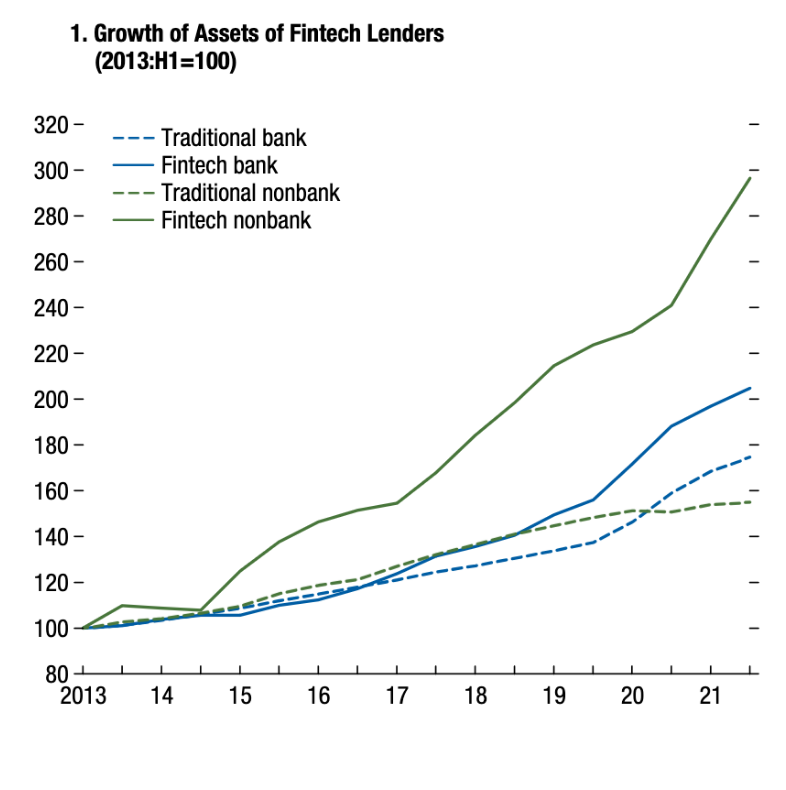 1. Growth of Assets of Fintech Lenders
(2013:H1=100)
320
Traditional bank
300
Fintech bank
Traditional nonbank
280
Fintech nonbank
260
240
220
200
180
160
140
120
100
80
2013 14 15 16 17 18 19 20 21